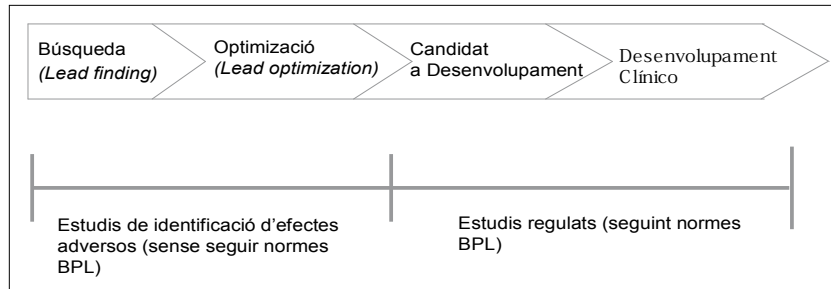 Búsqueda
(Lead finding)
Optimizació
(Lead optimization)
Candidat
a Desenvolupament
Desenvolupament
Clínico
Estudis de identificació d'efectes
adversos (sense seguir normes
BPL)
Estudis regulats (seguint normes
BPL)